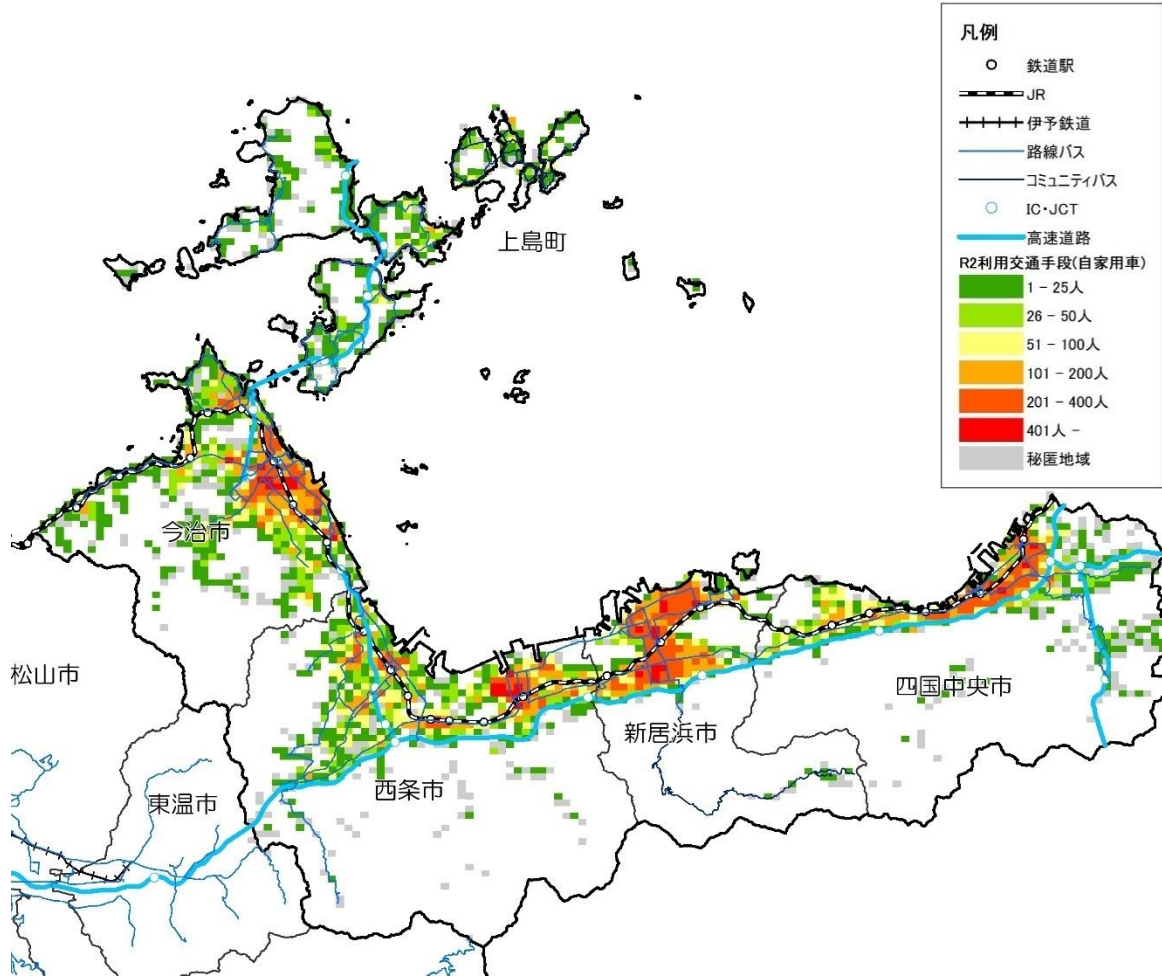 凡例
鉄道駅
JR
伊予鉄道
路線バス
コミュニティバス
IC・JCT
高速道路
R2利用交通手段(自家用車)
1 - 25人
26 - 50人
51 - 100人
101 - 200人
201 - 400人
401人 -
秘匿地域
上島町
今治市
松山市
四国中央市
新居浜市
西条市
東温市